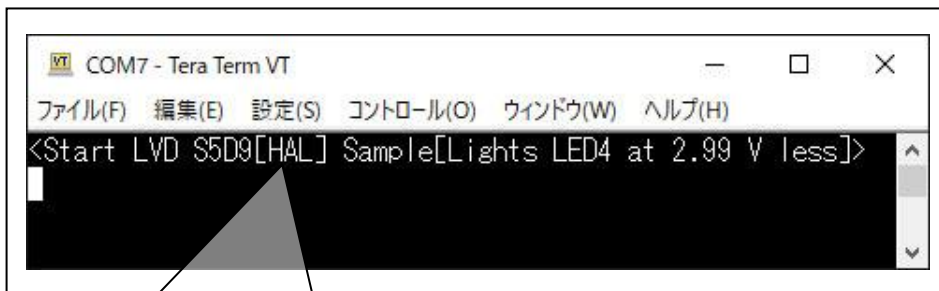 COM7 - Tera Term VT
ファイル(F) 編集(E) 設定(S) コントロール(O) ウィンドウ(W) ヘルプ(H)
<Start LVD S5D9[HAL] Sample[Lights LED4 at 2.99 V less]>